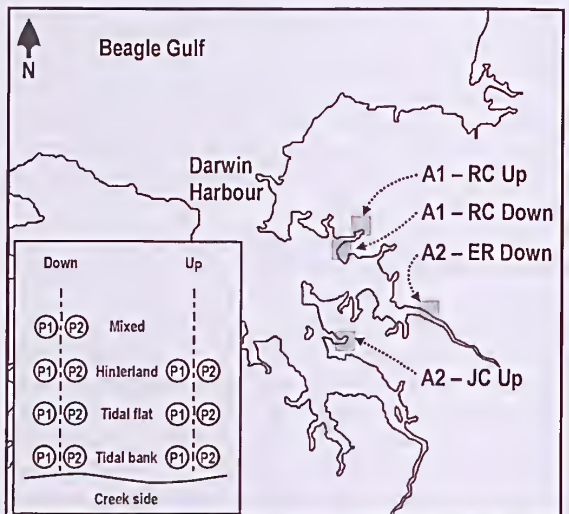 Beagle Gulf
N
Darwin
Harbour
A1 – RC Up
A1 – RC Down
A2 – ER Down
A2 – JC Up
Down Up
P1 P2 Mixed
P1 P2 Hinterland P1 P2
P1 P2 Tidal flat P1 P2
P1 P2 Tidal bank P1 P2
Creek side